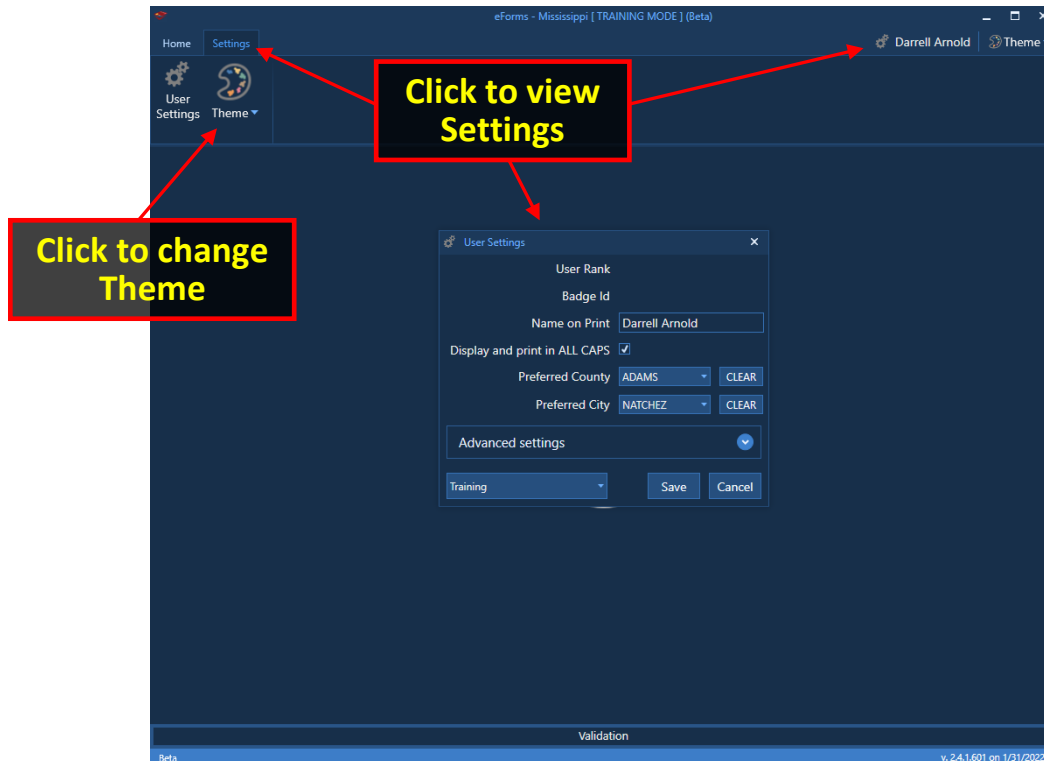 eForms - Mississippi [ TRAINING MODE ] (Beta)
Home Settings Darrell Arnold Theme
User
Settings Theme
Click to view
Settings
Click to change
Theme
User Settings
User Rank
Badge Id
Name on Print Darrell Arnold
Display and print in ALL CAPS
Preferred County ADAMS CLEAR
Preferred City NATCHEZ CLEAR
Advanced settings
Training Save Cancel
Validation
Beta v. 2.4.1.601 on 1/31/2022